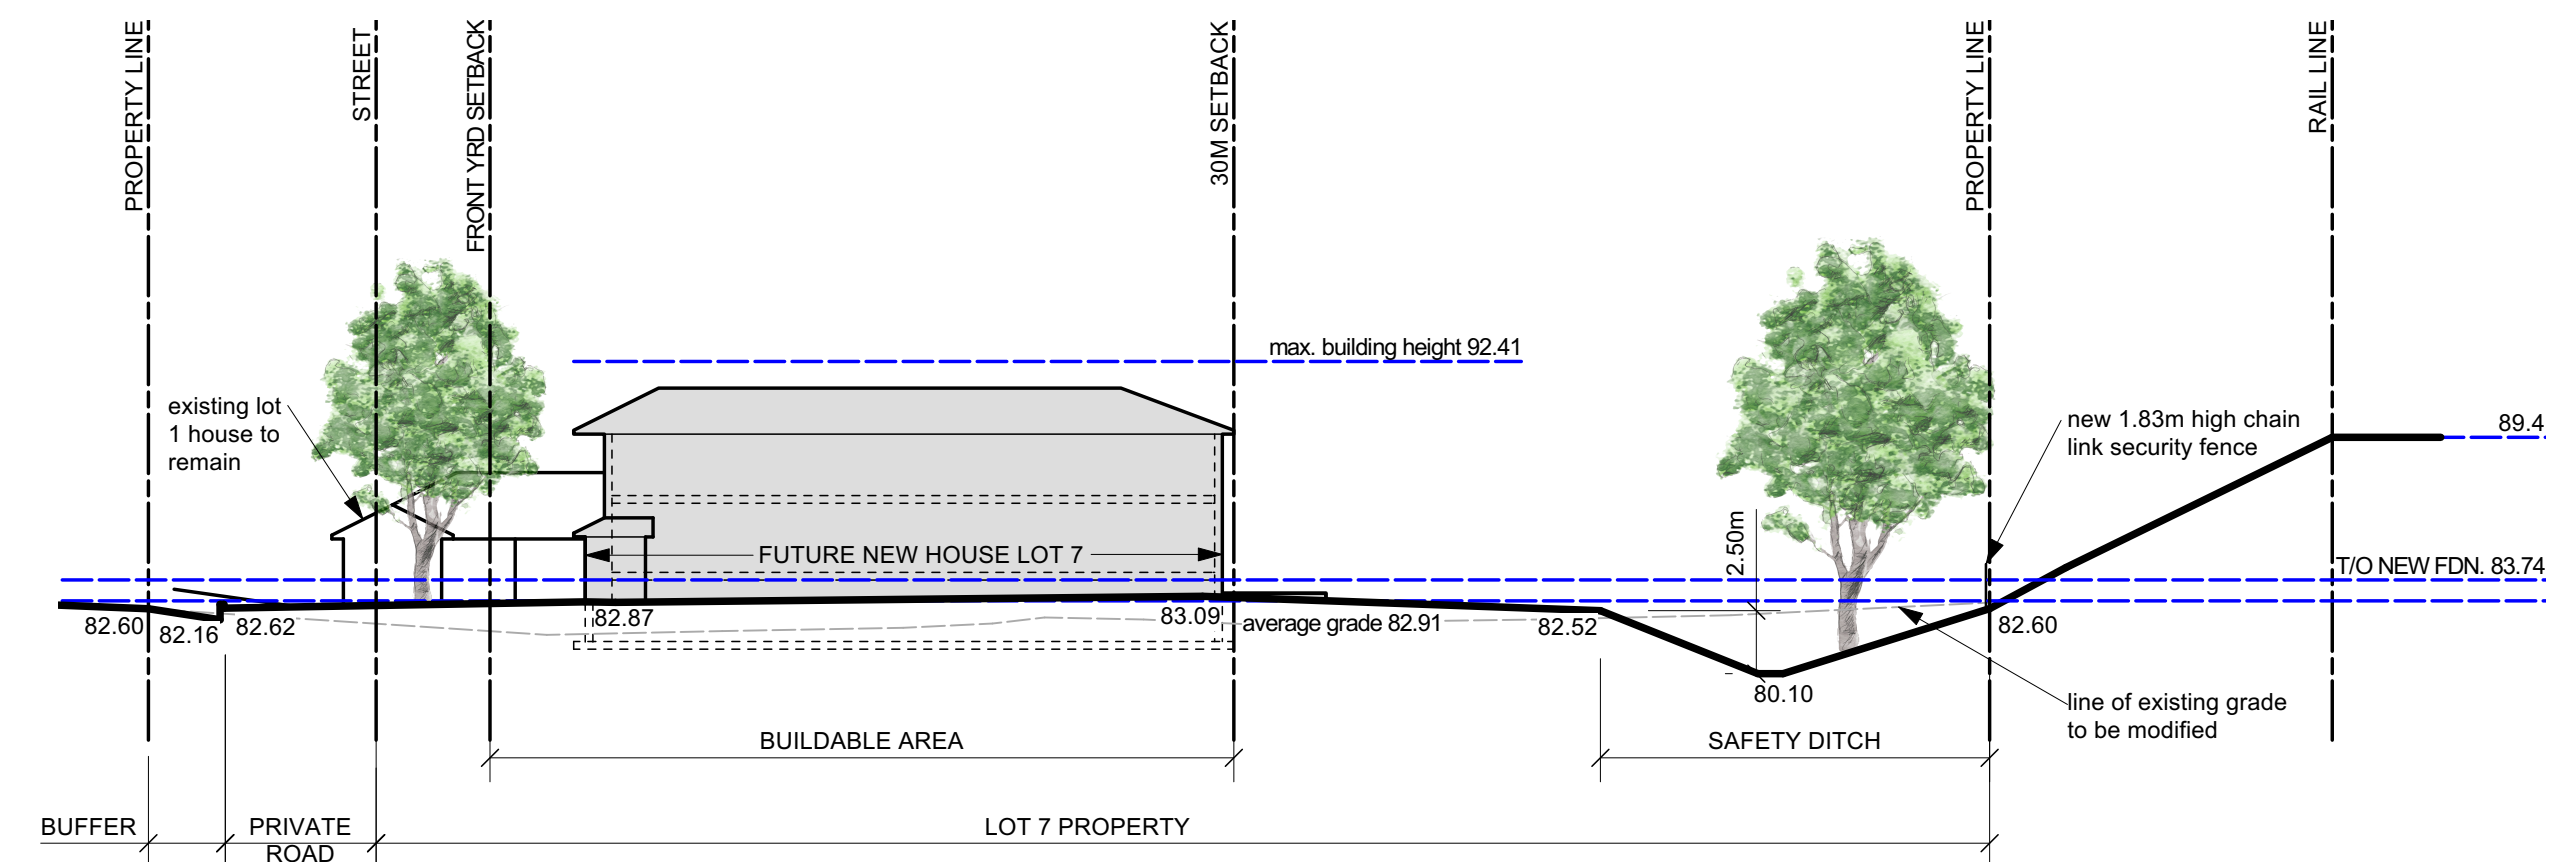 PROPERTY LINE
STREET
FRONT YRD SETBACK
30M SETBACK
PROPERTY LINE
RAIL LINE
max. building height 92.41
existing lot
1 house to
remain
new 1.83m high chain
link security fence
89.4
2.50m
FUTURE NEW HOUSE LOT 7
T/O NEW FDN. 83.74
82.60
82.16
82.62
82.87
83.09
average grade 82.91
82.52
82.60
80.10
line of existing grade
to be modified
BUILDABLE AREA
SAFETY DITCH
BUFFER
PRIVATE
ROAD
LOT 7 PROPERTY